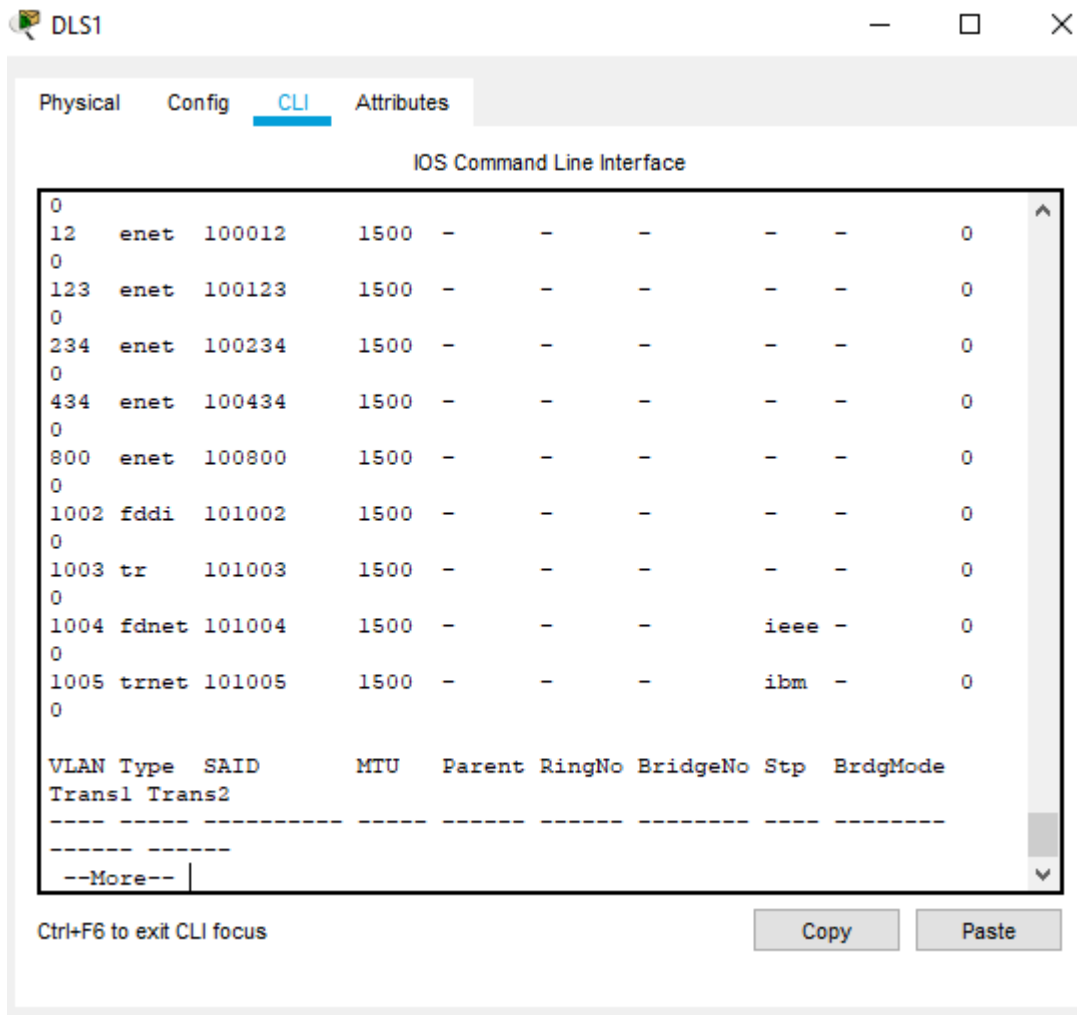 DLS1
Physical Config CLI Attributes
IOS Command Line Interface
0
12 enet 100012 1500 - - - - - 0
0
123 enet 100123 1500 - - - - - 0
0
234 enet 100234 1500 - - - - - 0
0
434 enet 100434 1500 - - - - - 0
0
800 enet 100800 1500 - - - - - 0
0
1002 fddi 101002 1500 - - - - - 0
0
1003 tr 101003 1500 - - - - - 0
0
1004 fdnet 101004 1500 - - - ieee - 0
0
1005 trnet 101005 1500 - - - ibm - 0
0
VLAN Type SAID MTU Parent RingNo BridgeNo Stp BrdgMode
Trans1 Trans2
---- ----- ---------- ----- ------ ------ -------- ---- --------
------ ------
--More--
Ctrl+F6 to exit CLI focus
Copy Paste